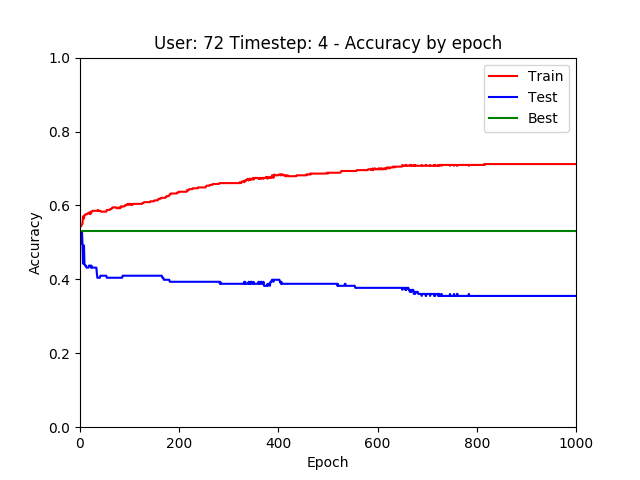 User: 72 Timestep: 4 - Accuracy by epoch
1.0
0.8
0.6
0.4
0.2
0.0
Accuracy
Train
Test
Best
0 200 400 600 800 1000
Epoch